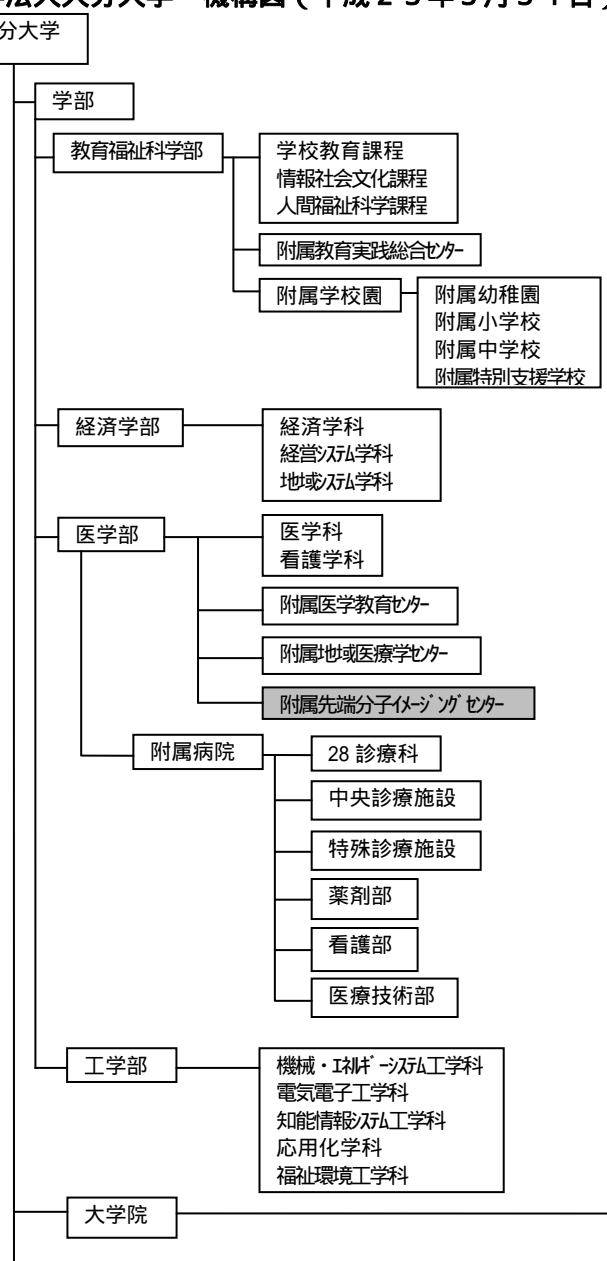 法人大分大学 機構図(平成23年3月31日)
分大学
学部
教育福祉科学部
学校教育課程
情報社会文化課程
人間福祉科学課程
附属教育実践総合ｾﾝﾀｰ
附属学校園
附属幼稚園
附属小学校
附属中学校
附属特別支援学校
経済学部
経済学科
経営ｼｽﾃﾑ学科
地域ｼｽﾃﾑ学科
医学部
医学科
看護学科
附属医学教育ｾﾝﾀｰ
附属地域医療学ｾﾝﾀｰ
附属先端分子ｲﾒｰｼﾞﾝｸﾞｾﾝﾀｰ
附属病院
28 診療科
中央診療施設
特殊診療施設
薬剤部
看護部
医療技術部
工学部
機械・ｴﾈﾙｷﾞｰｼｽﾃﾑ工学科
電気電子工学科
知能情報ｼｽﾃﾑ工学科
応用化学科
福祉環境工学科
大学院